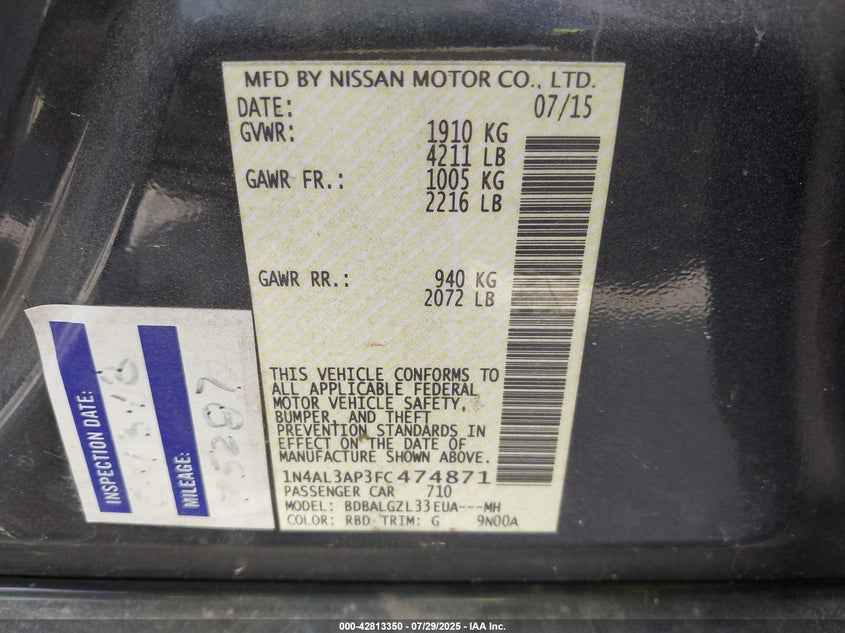 MFD BY NISSAN MOTOR CO., LTD.
DATE: 07/15
GVWR: 1910 KG
4211 LB
GAWR FR.: 1005 KG
2216 LB
GAWR RR.: 940 KG
2072 LB
THIS VEHICLE CONFORMS TO
ALL APPLICABLE FEDERAL
MOTOR VEHICLE SAFETY,
BUMPER, AND THEFT
PREVENTION STANDARDS IN
EFFECT ON THE DATE OF
MANUFACTURE SHOWN ABOVE.
1N4AL3AP3FC474871
PASSENGER CAR 710
MODEL: BDBALGZL33EUA---MH
COLOR: RBD TRIM: G 9N00A
INSPECTION DATE:
MILEAGE:
000-42813350 - 07/29/2025 - IAA Inc.